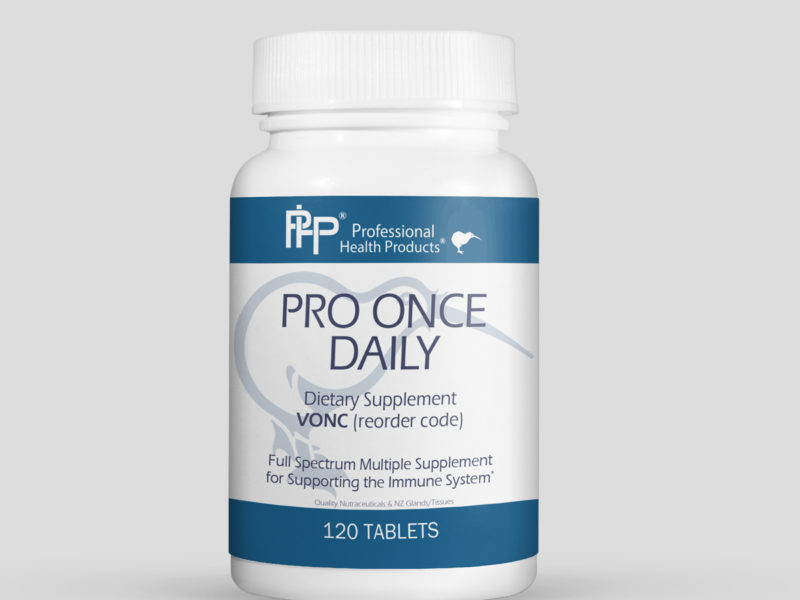 PHP® Professional
Health Products®
PRO ONCE
DAILY
Dietary Supplement
VONC (reorder code)
Full Spectrum Multiple Supplement
for Supporting the Immune System*
Quality Nutraceuticals & NZ Glands/Tissues
120 TABLETS